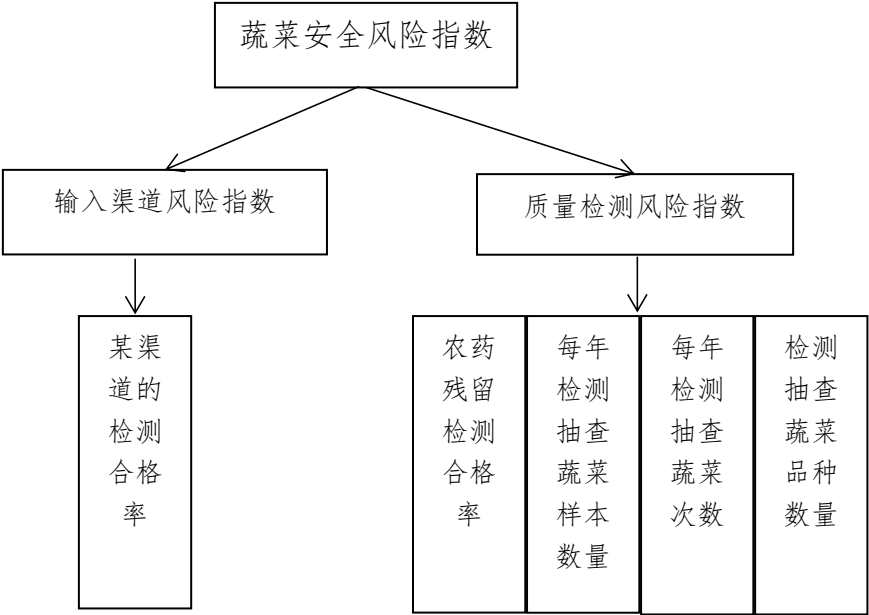 蔬菜安全风险指数
输入渠道风险指数
质量检测风险指数
某渠
道的
检测
合格
率
农药
残留
检测
合格
率
每年
检测
抽查
蔬菜
样本
数量
每年
检测
抽查
蔬菜
次数
检测
抽查
蔬菜
品种
数量